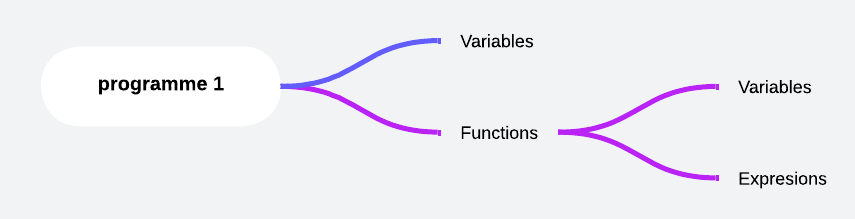 programme 1
Variables
Functions
Variables
Expresions